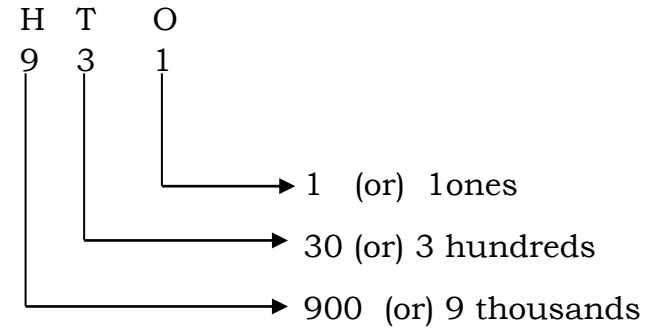 H T O
9 3 1
1 (or) 1ones
30 (or) 3 hundreds
900 (or) 9 thousands